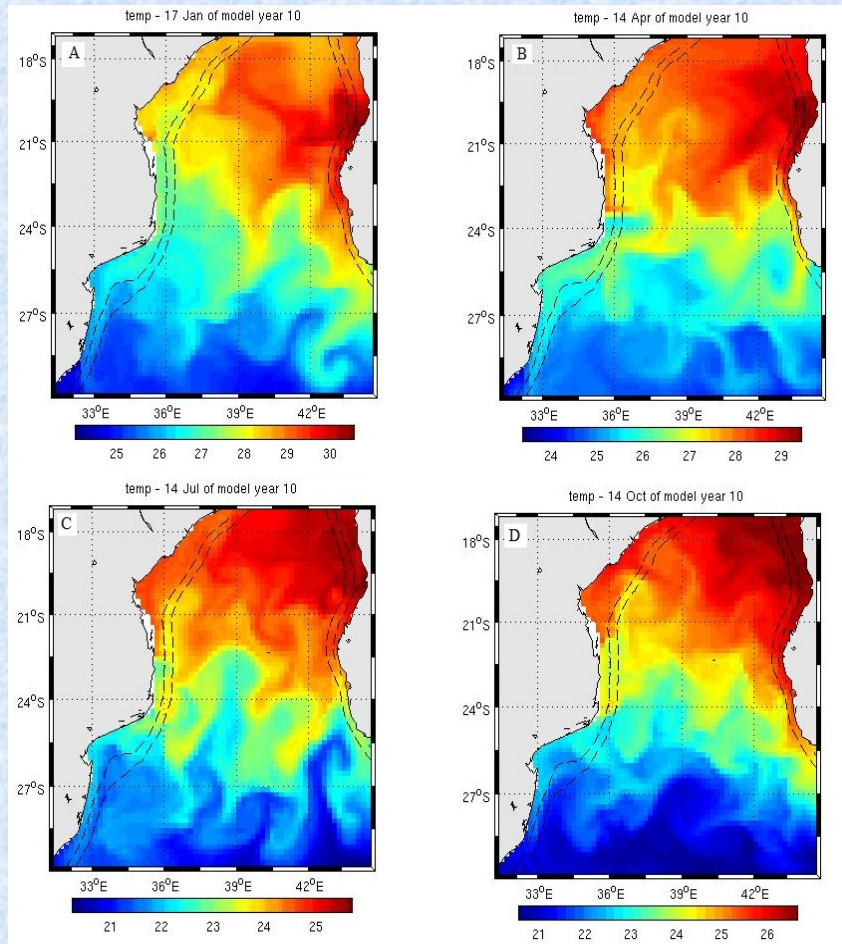 temp - 17 Jan of model year 10
A
18°S
21°S
24°S
27°S
33°E 36°E 39°E 42°E
25 26 27 28 29 30
temp - 14 Apr of model year 10
B
18°S
21°S
24°S
27°S
33°E 36°E 39°E 42°E
24 25 26 27 28 29
temp - 14 Jul of model year 10
C
18°S
21°S
24°S
27°S
33°E 36°E 39°E 42°E
21 22 23 24 25
temp - 14 Oct of model year 10
D
18°S
21°S
24°S
27°S
33°E 36°E 39°E 42°E
21 22 23 24 25 26